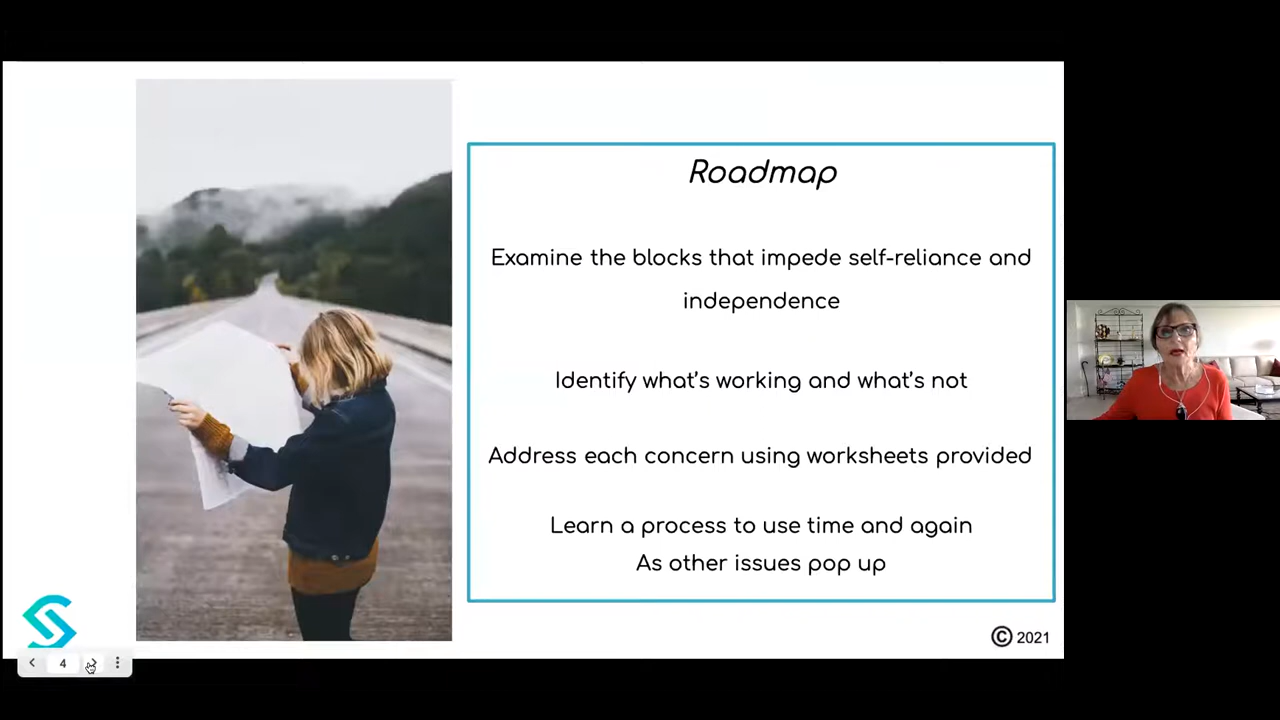 Roadmap
Examine the blocks that impede self-reliance and
independence
Identify what's working and what's not
Address each concern using worksheets provided
Learn a process to use time and again
As other issues pop up
© 2021
4